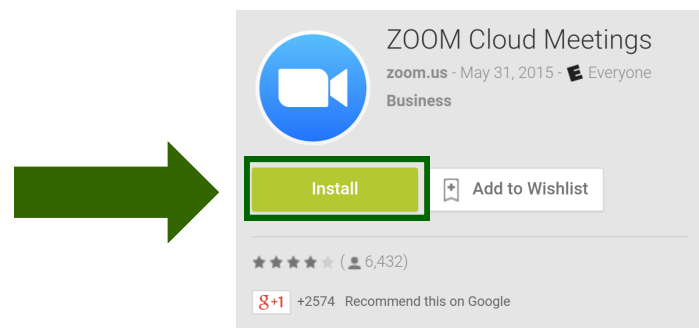 ZOOM Cloud Meetings
zoom.us - May 31, 2015 - E Everyone
Business
Install
Add to Wishlist
(6,432)
g+1 +2574 Recommend this on Google